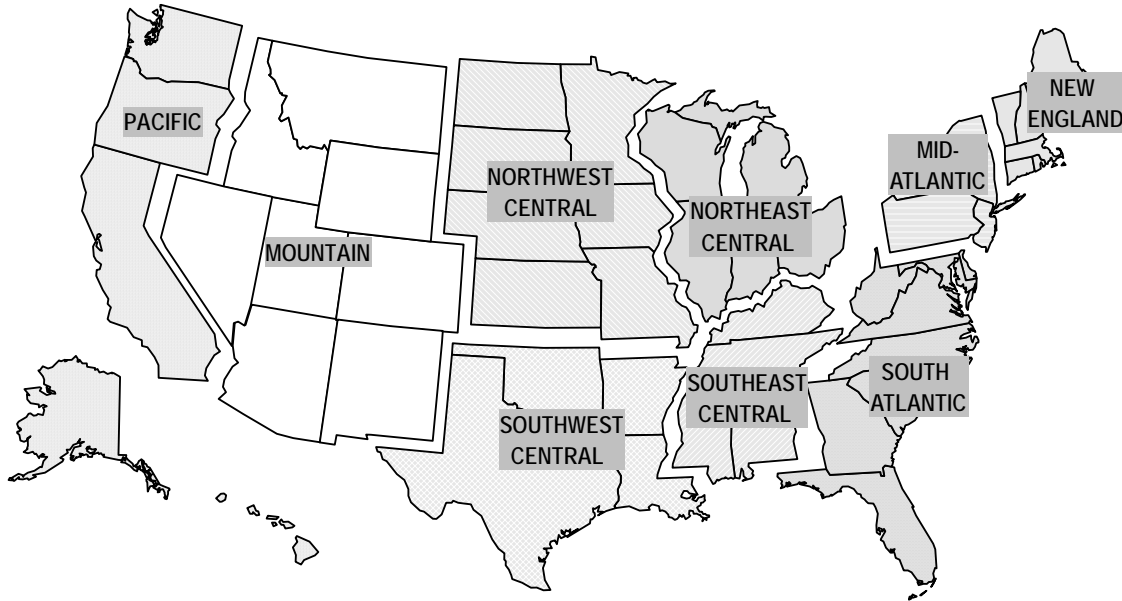 PACIFIC
MOUNTAIN
NORTHWEST
CENTRAL
SOUTHWEST
CENTRAL
NORTHEAST
CENTRAL
SOUTHEAST
CENTRAL
SOUTH
ATLANTIC
MID-
ATLANTIC
NEW
ENGLAND